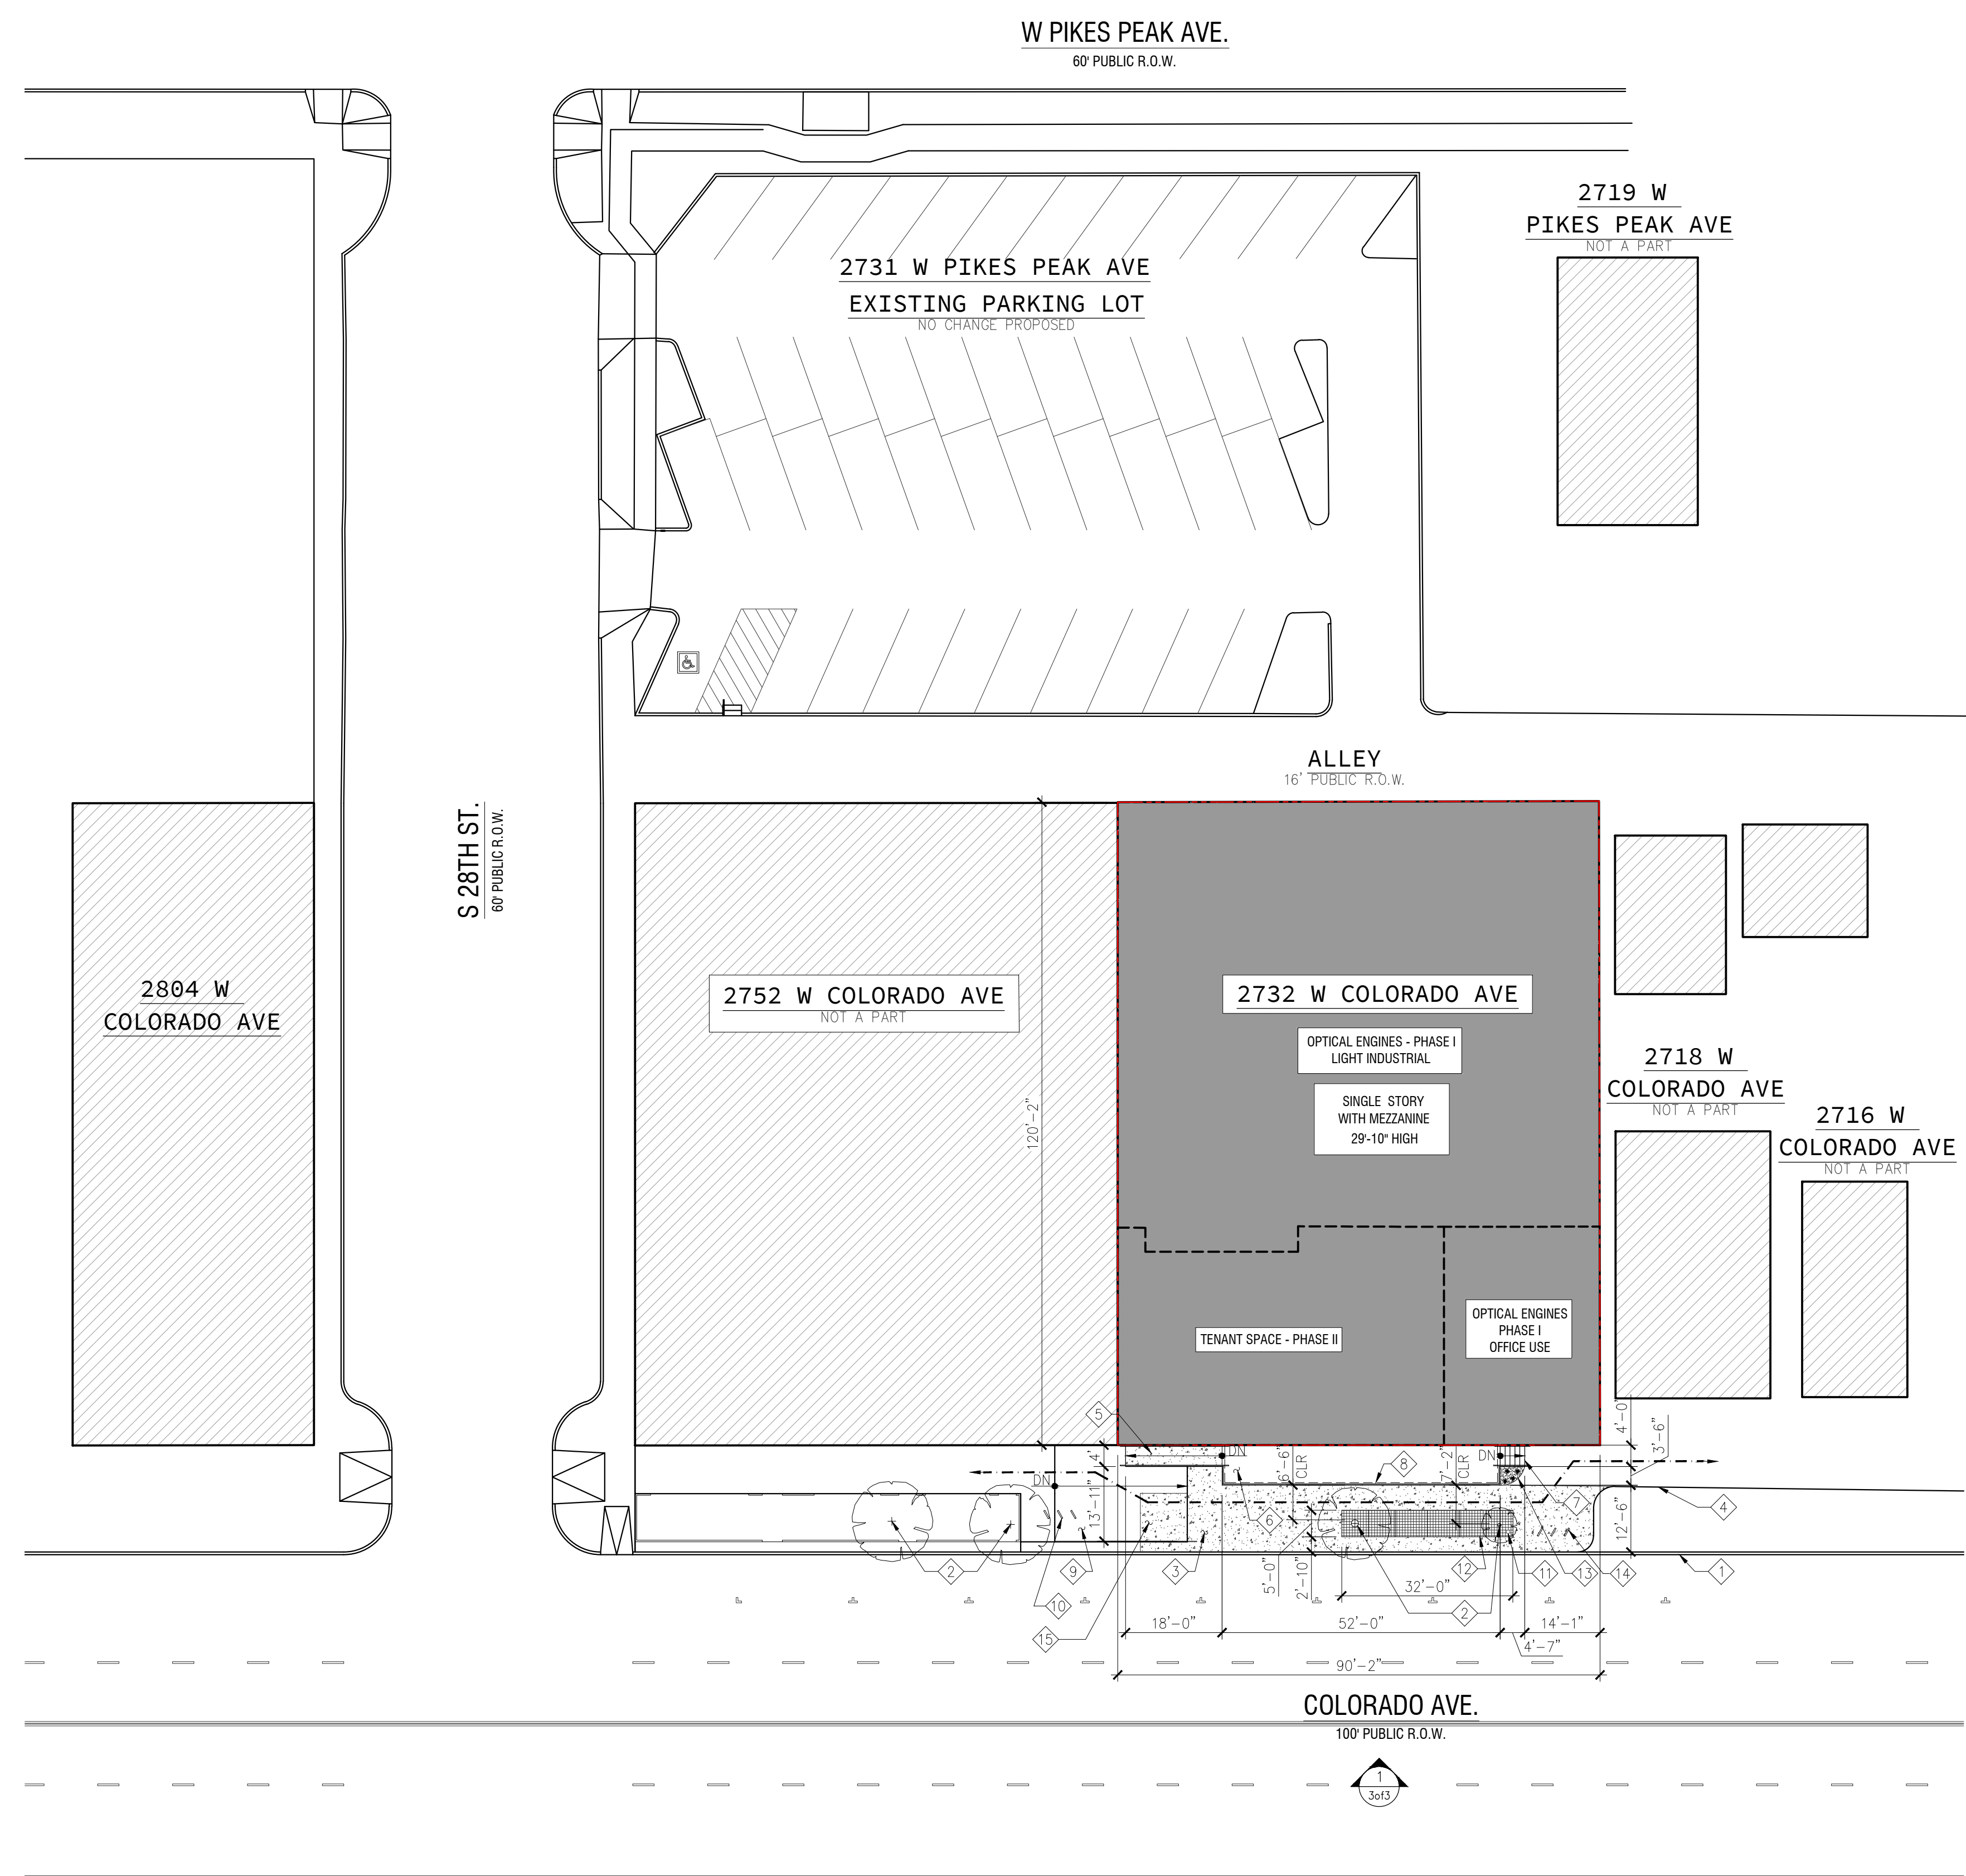 W PIKES PEAK AVE.
60' PUBLIC R.O.W.
2719 W
PIKES PEAK AVE
NOT A PART
2731 W PIKES PEAK AVE
EXISTING PARKING LOT
NO CHANGE PROPOSED
ALLEY
16' PUBLIC R.O.W.
S 28TH ST.
60' PUBLIC R.O.W.
2804 W
COLORADO AVE
2752 W COLORADO AVE
NOT A PART
120'-2"
2732 W COLORADO AVE
OPTICAL ENGINES - PHASE I
LIGHT INDUSTRIAL
SINGLE STORY
WITH MEZZANINE
29'-10" HIGH
2718 W
COLORADO AVE
NOT A PART
2716 W
COLORADO AVE
NOT A PART
TENANT SPACE - PHASE II
OPTICAL ENGINES
PHASE I
OFFICE USE
5
4'
DN
6'-6"
CLR
7'-2"
CLR
8
DN
4'-0"
3'-6"
DN
13'-11"
6
7
4
12'-6"
2
9
3
5'-0"
2'-10"
12
11
13
14
1
10
32'-0"
2
15
18'-0"
52'-0"
14'-1"
4'-7"
90'-2"
COLORADO AVE.
100' PUBLIC R.O.W.
1
3of3